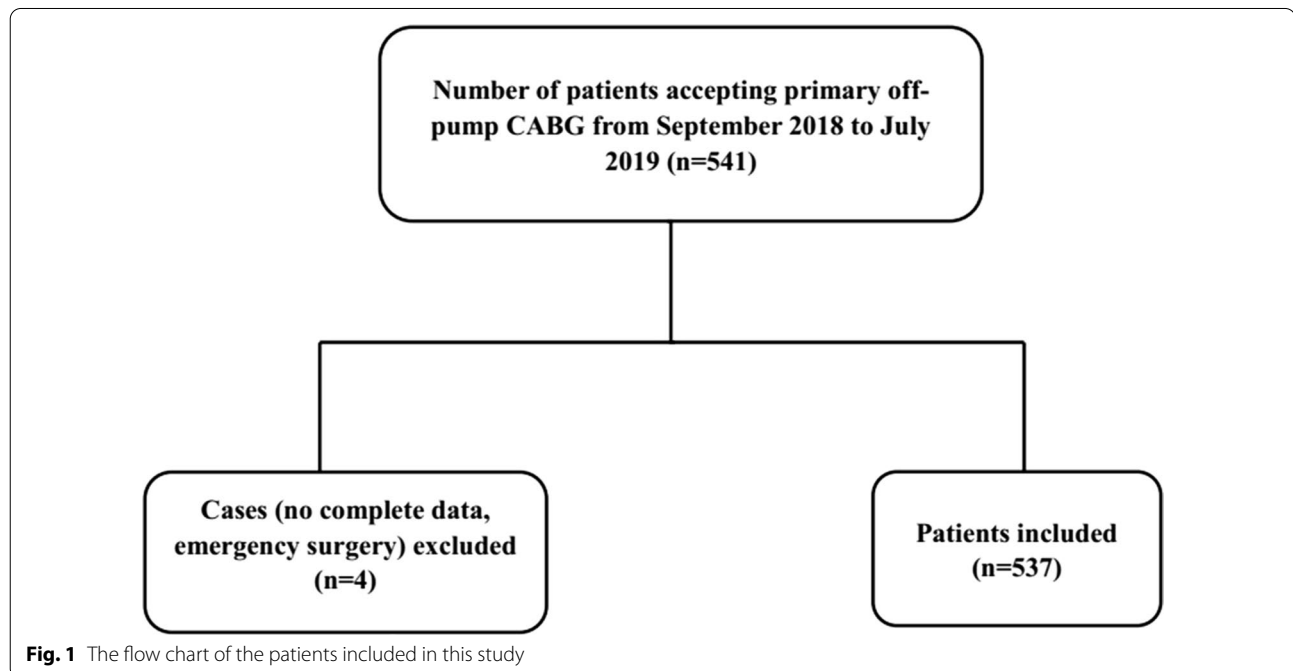 Number of patients accepting primary off-
pump CABG from September 2018 to July
2019 (n=541)
Cases (no complete data,
emergency surgery) excluded
(n=4)
Patients included
(n=537)
Fig. 1 The flow chart of the patients included in this study